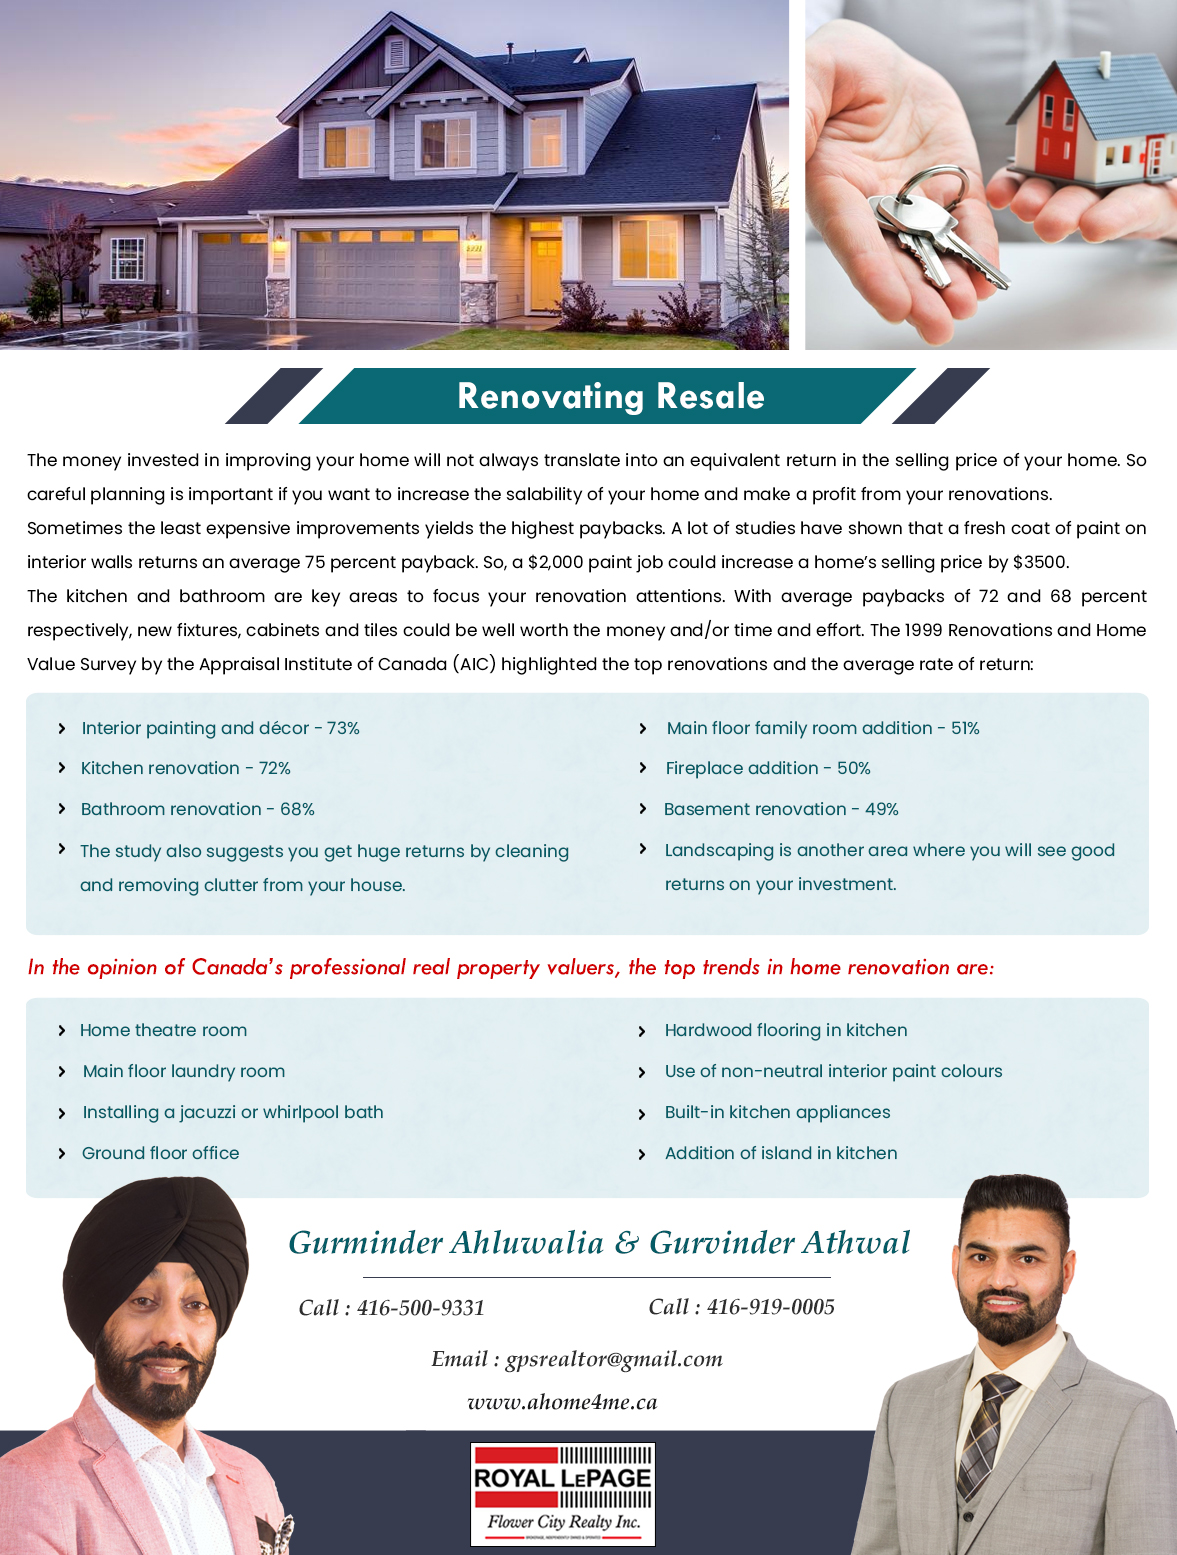 Renovating Resale
The money invested in improving your home will not always translate into an equivalent return in the selling price of your home. So
careful planning is important if you want to increase the salability of your home and make a profit from your renovations.
Sometimes the least expensive improvements yields the highest paybacks. A lot of studies have shown that a fresh coat of paint on
interior walls returns an average 75 percent payback. So, a $2,000 paint job could increase a home’s selling price by $3500.
The kitchen and bathroom are key areas to focus your renovation attentions. With average paybacks of 72 and 68 percent
respectively, new fixtures, cabinets and tiles could be well worth the money and/or time and effort. The 1999 Renovations and Home
Value Survey by the Appraisal Institute of Canada (AIC) highlighted the top renovations and the average rate of return:
Interior painting and décor - 73%
Kitchen renovation - 72%
Bathroom renovation - 68%
The study also suggests you get huge returns by cleaning
and removing clutter from your house.
Main floor family room addition - 51%
Fireplace addition - 50%
Basement renovation - 49%
Landscaping is another area where you will see good
returns on your investment.
In the opinion of Canada’s professional real property valuers, the top trends in home renovation are:
Home theatre room
Main floor laundry room
Installing a jacuzzi or whirlpool bath
Ground floor office
Hardwood flooring in kitchen
Use of non-neutral interior paint colours
Built-in kitchen appliances
Addition of island in kitchen
Gurminder Ahluwalia & Gurvinder Athwal
Call : 416-500-9331
Call : 416-919-0005
Email : gpsrealtor@gmail.com
www.ahome4me.ca
ROYAL LEPAGE
Flower City Realty Inc.
BROKERAGE, INDEPENDENTLY OWNED & OPERATED